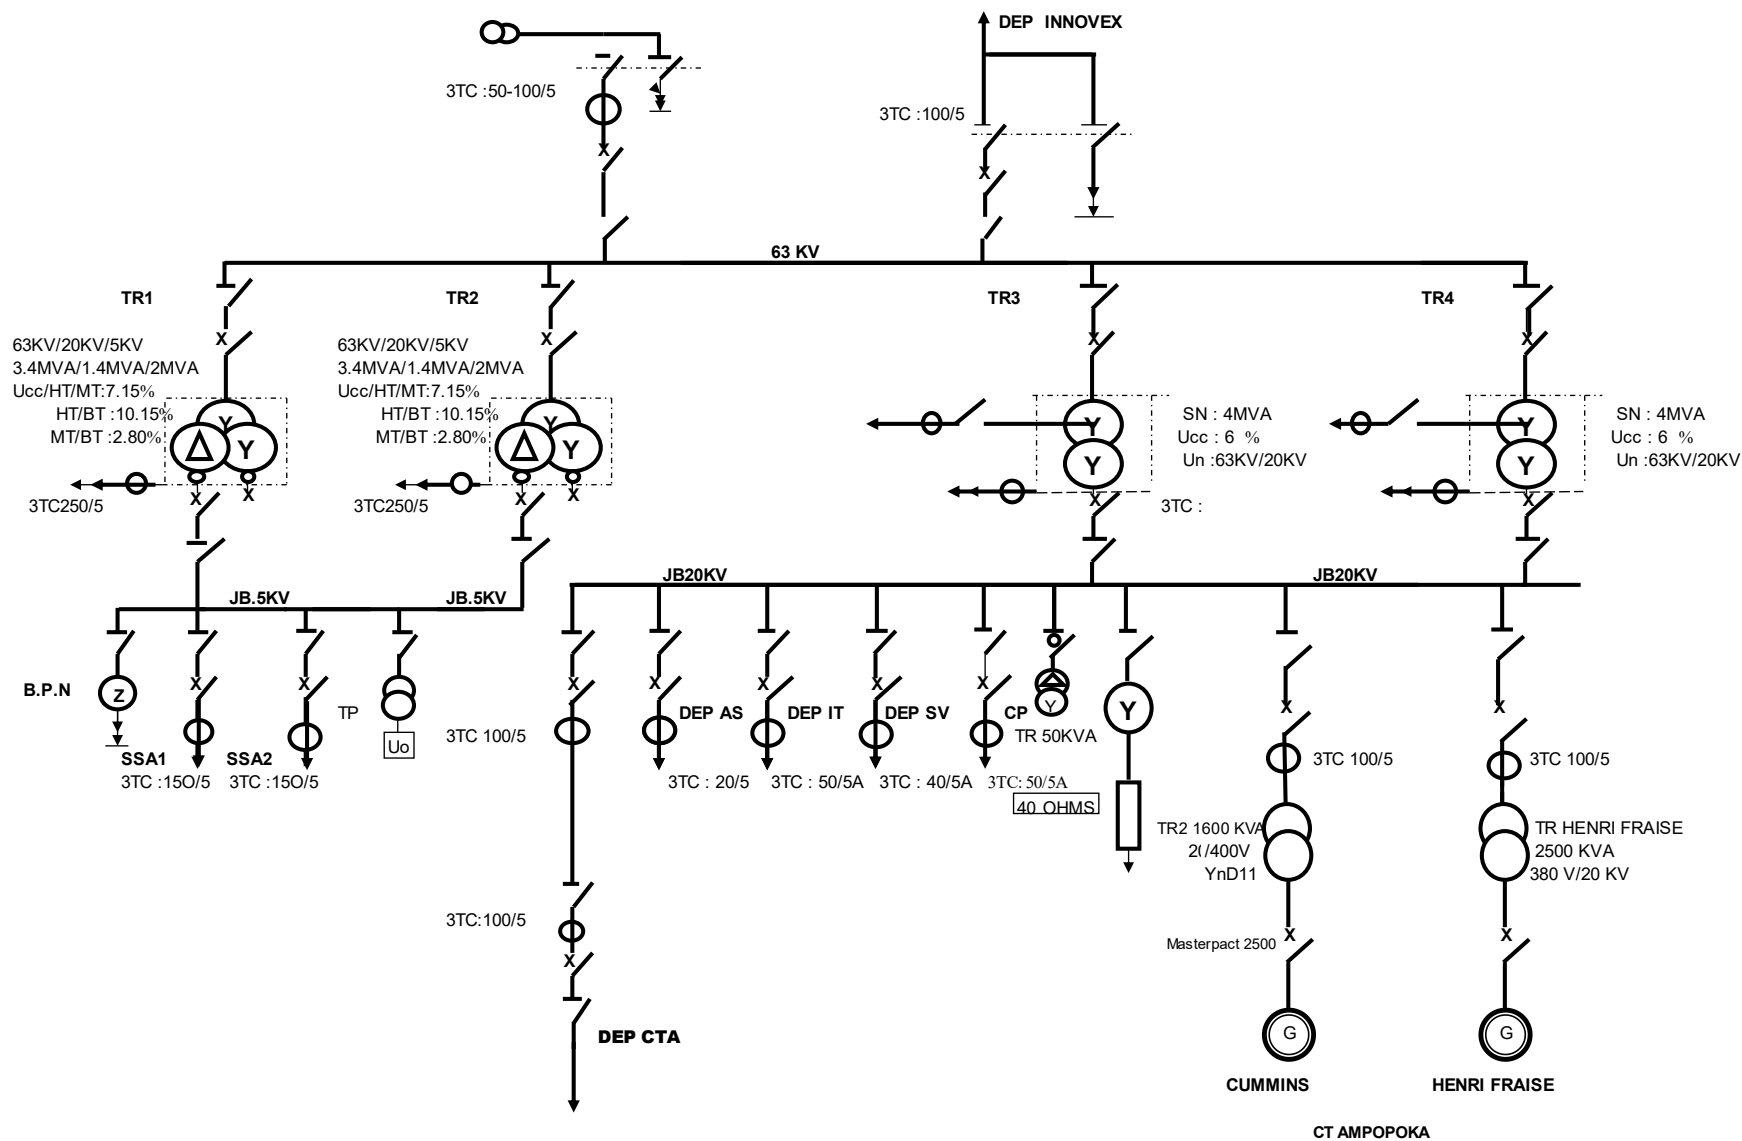 DEP INNOVEX
3TC :50-100/5
3TC :100/5
X
X
63 KV
TR1
TR2
TR3
TR4
X
X
X
X
63KV/20KV/5KV
3.4MVA/1.4MVA/2MVA
Ucc/HT/MT:7.15%
HT/BT :10.15%
MT/BT :2.80%
63KV/20KV/5KV
3.4MVA/1.4MVA/2MVA
Ucc/HT/MT:7.15%
HT/BT :10.15%
MT/BT :2.80%
Y
Y
Y
Y
SN : 4MVA
Ucc : 6 %
Un :63KV/20KV
SN : 4MVA
Ucc : 6 %
Un :63KV/20KV
Δ
Y
Δ
Y
Y
Y
X
X
X
X
X
X
3TC250/5
3TC250/5
3TC :
JB20KV
JB20KV
JB.5KV
JB.5KV
B.P.N
Z
X
X
X
X
X
X
X
X
X
TP
Uo
SSA1
3TC :15O/5
SSA2
3TC :15O/5
3TC 100/5
DEP AS
3TC : 20/5
DEP IT
3TC : 50/5A
DEP SV
3TC : 40/5A
CP
3TC: 50/5A
Y
TR 50KVA
Y
40 OHMS
3TC 100/5
3TC 100/5
TR2 1600 KVA
/400V
YnD11
TR HENRI FRAISE
2500 KVA
380 V/20 KV
3TC:100/5
X
Masterpact 2500
X
X
G
G
DEP CTA
CUMMINS
HENRI FRAISE
CT AMPOPOKA